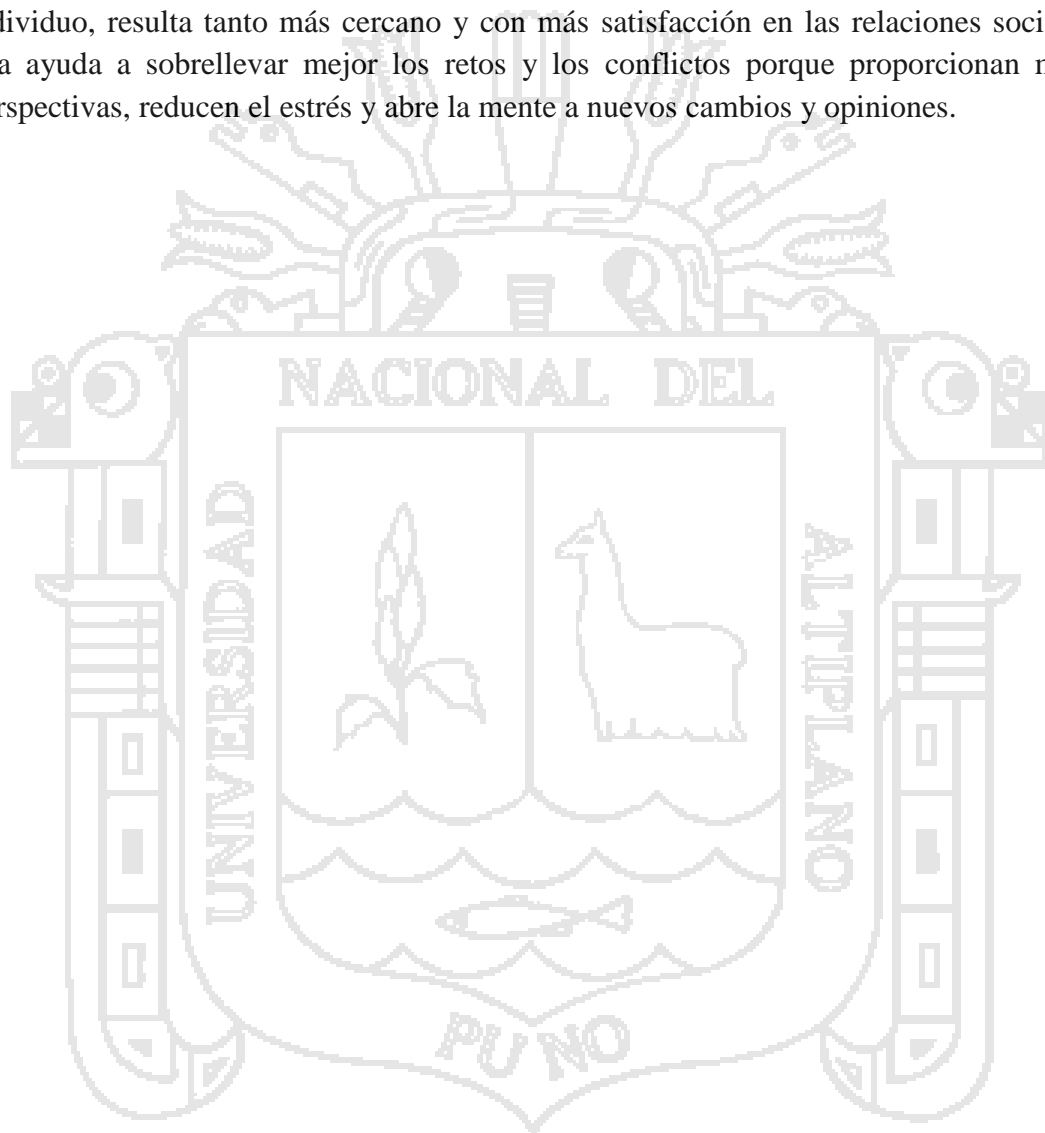 dividuo, resulta tanto más cercano y con más satisfacción en las relaciones soci
a ayuda a sobrellevar mejor los retos y los conflictos porque proporcionan
rspectivas, reducen el estrés y abre la mente a nuevos cambios y opiniones.
NACIONAL DEL
UNIVERSIDAD
ALTIPLANO
PUNO